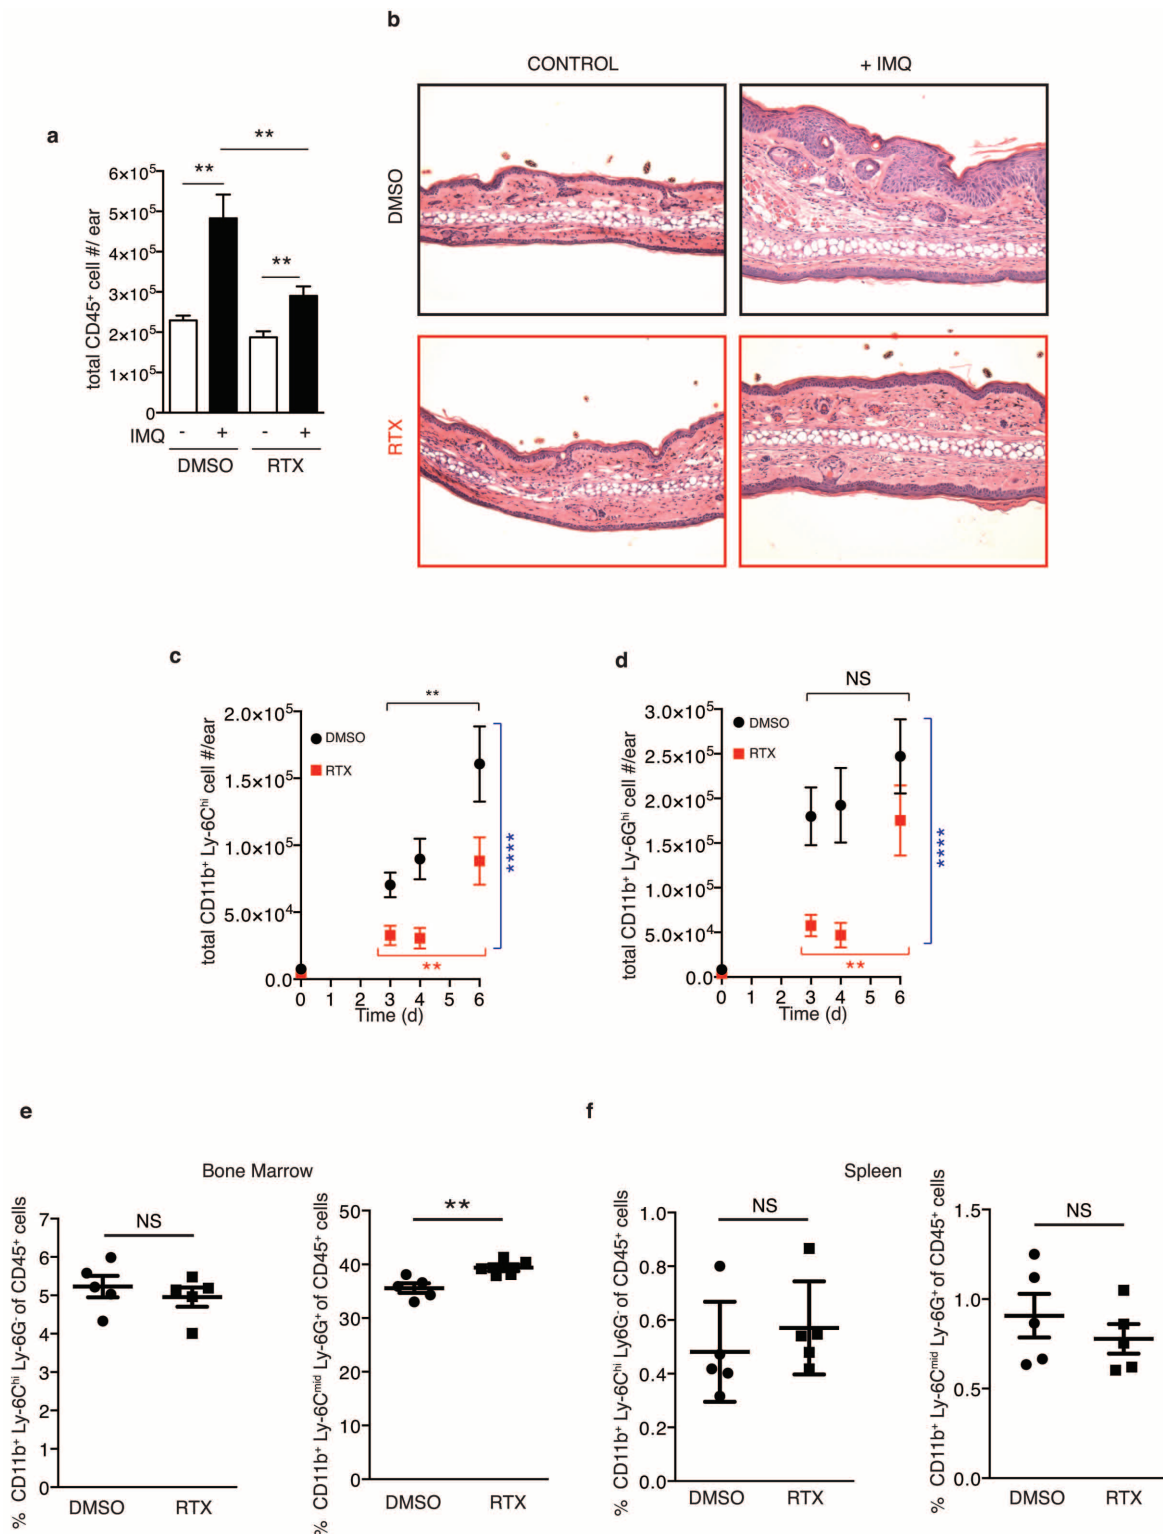 b
CONTROL
+ IMQ
DMSO
RTX
a
**
**
**
total CD45⁺ cell #/ ear
6×10⁵
5×10⁵
4×10⁵
3×10⁵
2×10⁵
1×10⁵
0
IMQ - + - +
DMSO RTX
c
**
total CD11b⁺ Ly-6Cʰⁱ cell #/ear
2.0×10⁵
1.5×10⁵
1.0×10⁵
5.0×10⁴
0.0
DMSO
RTX
****
**
0 1 2 3 4 5 6
Time (d)
d
NS
total CD11b⁺ Ly-6Gʰⁱ cell #/ear
3.0×10⁵
2.5×10⁵
2.0×10⁵
1.5×10⁵
1.0×10⁵
5.0×10⁴
0.0
DMSO
RTX
****
**
0 1 2 3 4 5 6
Time (d)
e
Bone Marrow
% CD11b⁺ Ly-6Cʰⁱ Ly-6G⁻ of CD45⁺ cells
7
6
5
4
3
2
1
0
NS
DMSO RTX
% CD11b⁺ Ly-6Cᵐⁱᵈ Ly-6G⁺ of CD45⁺ cells
50
40
30
20
10
0
**
DMSO RTX
f
Spleen
% CD11b⁺ Ly-6Cʰⁱ Ly6G⁻ of CD45⁺ cells
1.0
0.8
0.6
0.4
0.2
0.0
NS
DMSO RTX
% CD11b⁺ Ly-6Cᵐⁱᵈ Ly-6G⁺ of CD45⁺ cells
1.5
1.0
0.5
0.0
NS
DMSO RTX